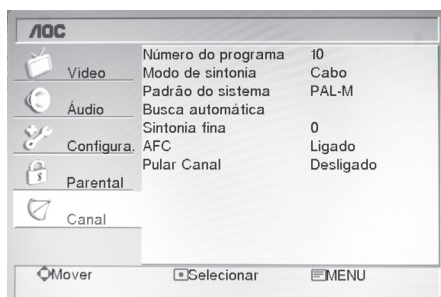 AOC
Vídeo
Áudio
Configura.
Parental
Canal
Número do programa 10
Modo de sintonia Cabo
Padrão do sistema PAL-M
Busca automática
Sintonia fina 0
AFC Ligado
Pular Canal Desligado
Mover Selecionar MENU